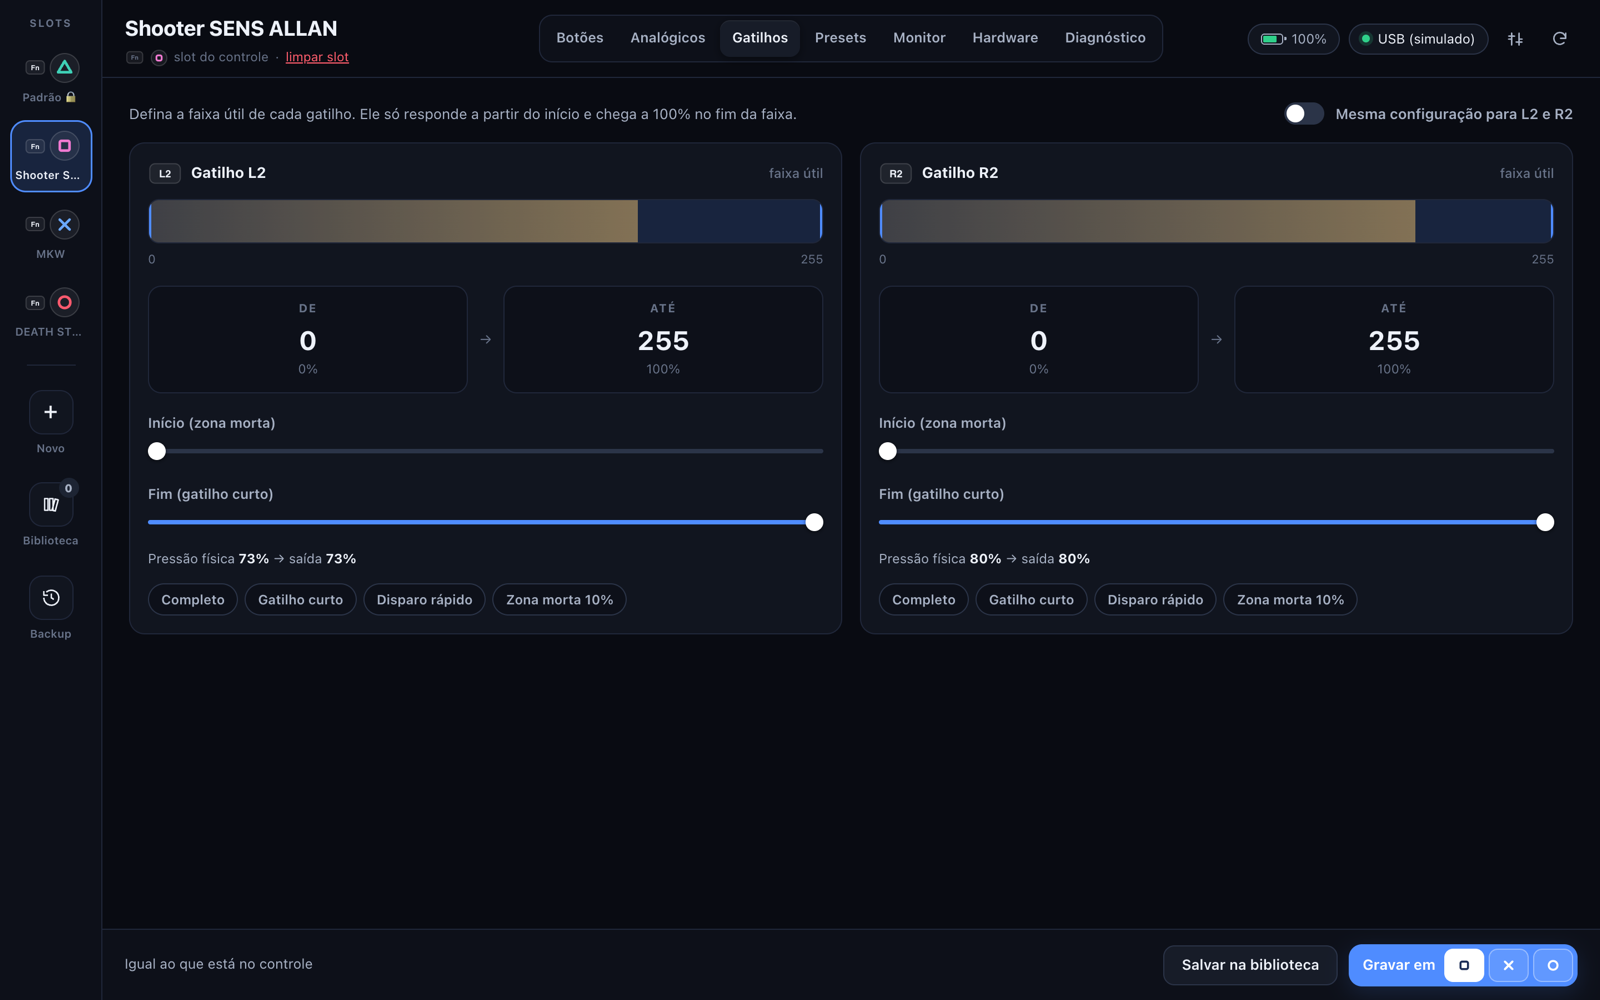 SLOTS
Fn
Padrão
Fn
Shooter S...
Fn
MKW
Fn
DEATH ST...
Novo
0
Biblioteca
Backup
Shooter SENS ALLAN
Fn slot do controle · limpar slot
Botões Analógicos Gatilhos Presets Monitor Hardware Diagnóstico
100%
USB (simulado)
Defina a faixa útil de cada gatilho. Ele só responde a partir do início e chega a 100% no fim da faixa.
Mesma configuração para L2 e R2
L2 Gatilho L2 faixa útil
0 255
DE
0
0%
→
ATÉ
255
100%
Início (zona morta)
Fim (gatilho curto)
Pressão física 73% → saída 73%
Completo Gatilho curto Disparo rápido Zona morta 10%
R2 Gatilho R2 faixa útil
0 255
DE
0
0%
→
ATÉ
255
100%
Início (zona morta)
Fim (gatilho curto)
Pressão física 80% → saída 80%
Completo Gatilho curto Disparo rápido Zona morta 10%
Igual ao que está no controle
Salvar na biblioteca
Gravar em